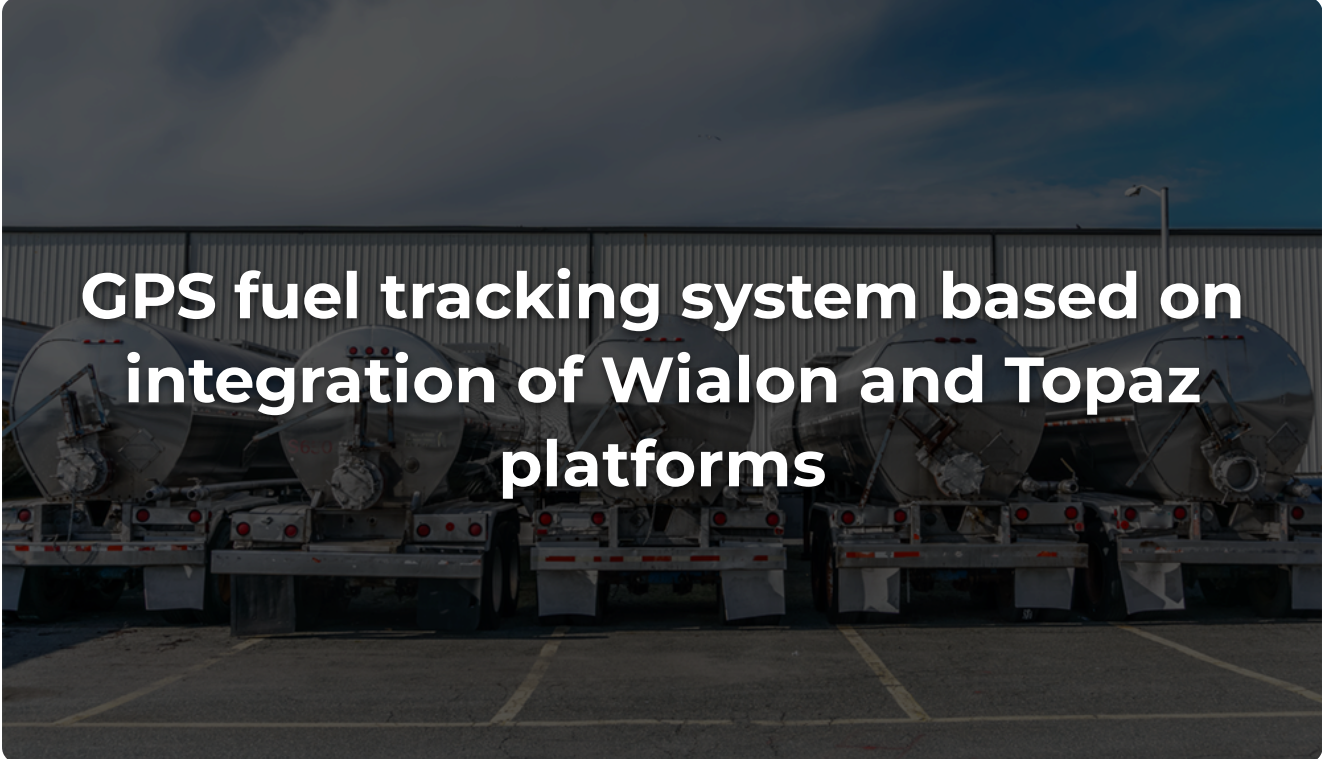 GPS fuel tracking system based on
integration of Wialon and Topaz
platforms